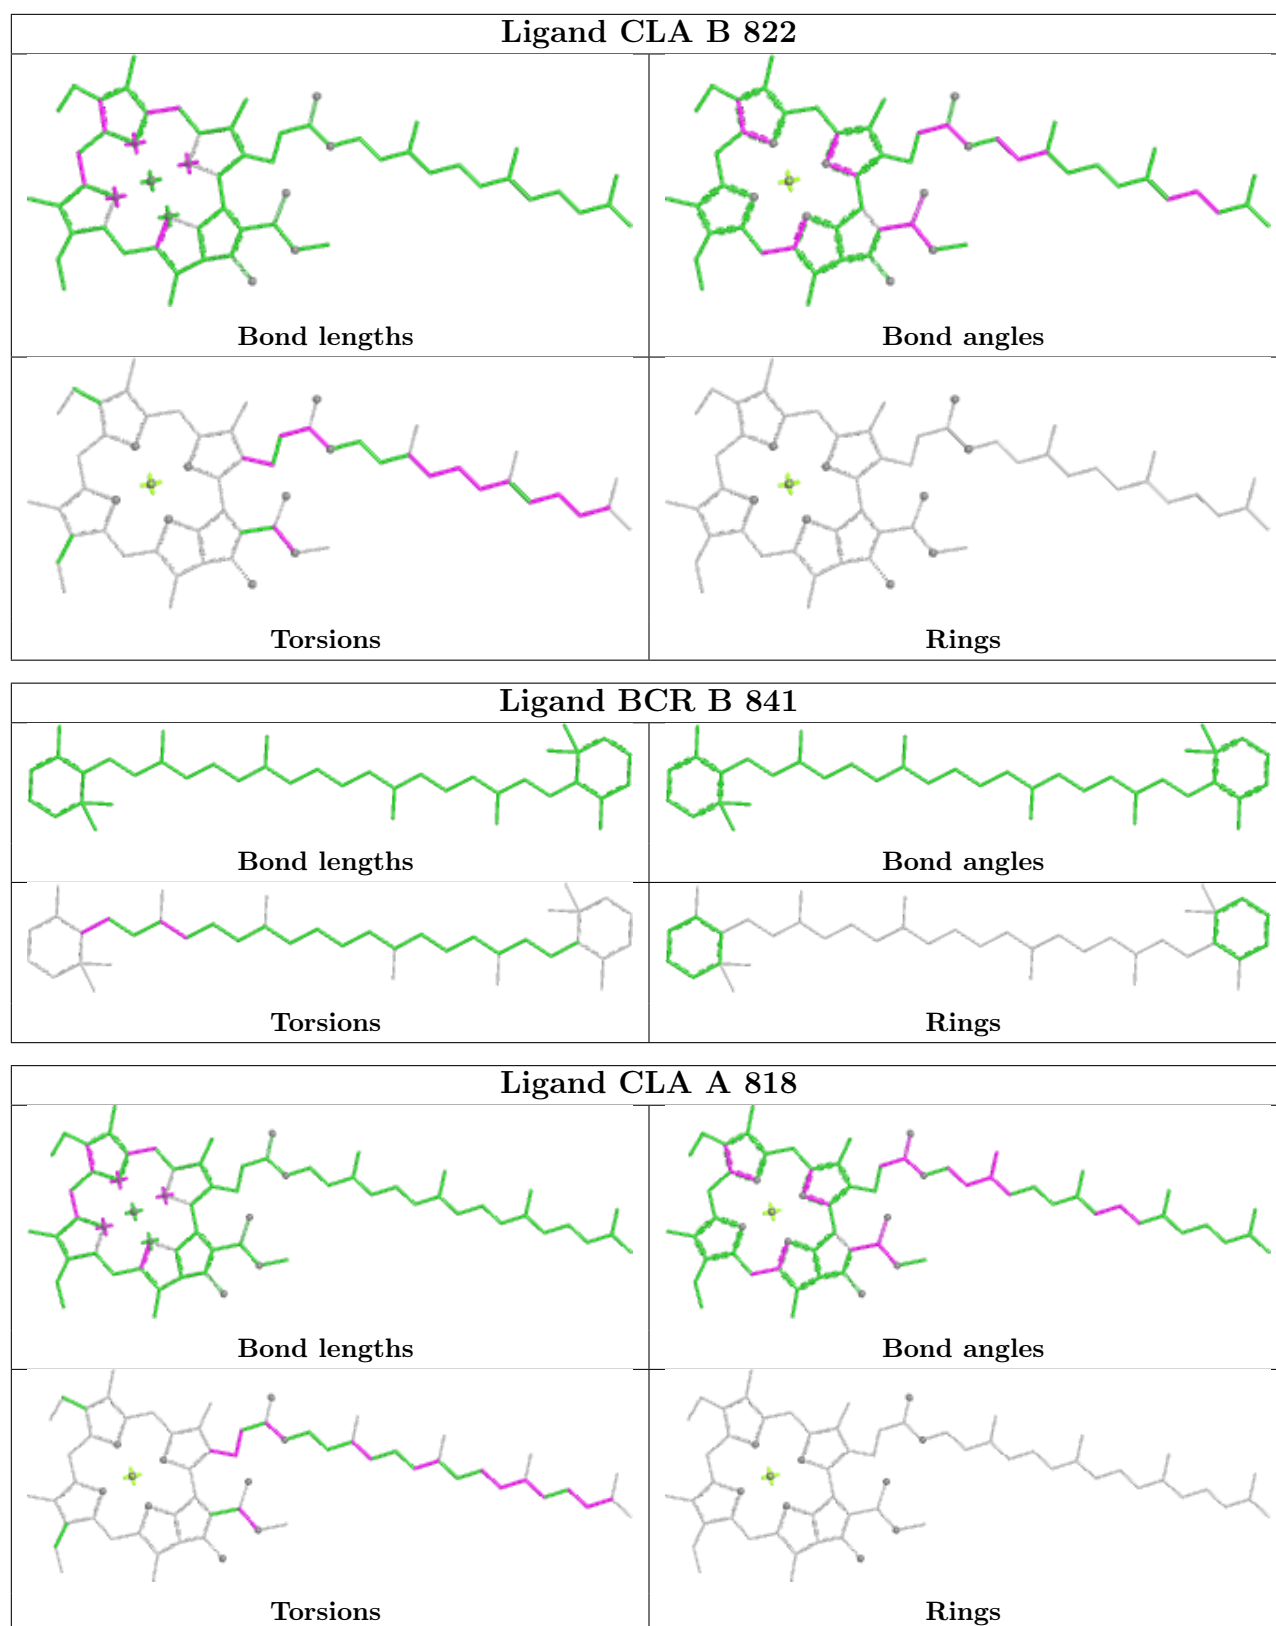 Ligand CLA B 822
Bond lengths
Bond angles
Torsions
Rings
Ligand BCR B 841
Bond lengths
Bond angles
Torsions
Rings
Ligand CLA A 818
Bond lengths
Bond angles
Torsions
Rings